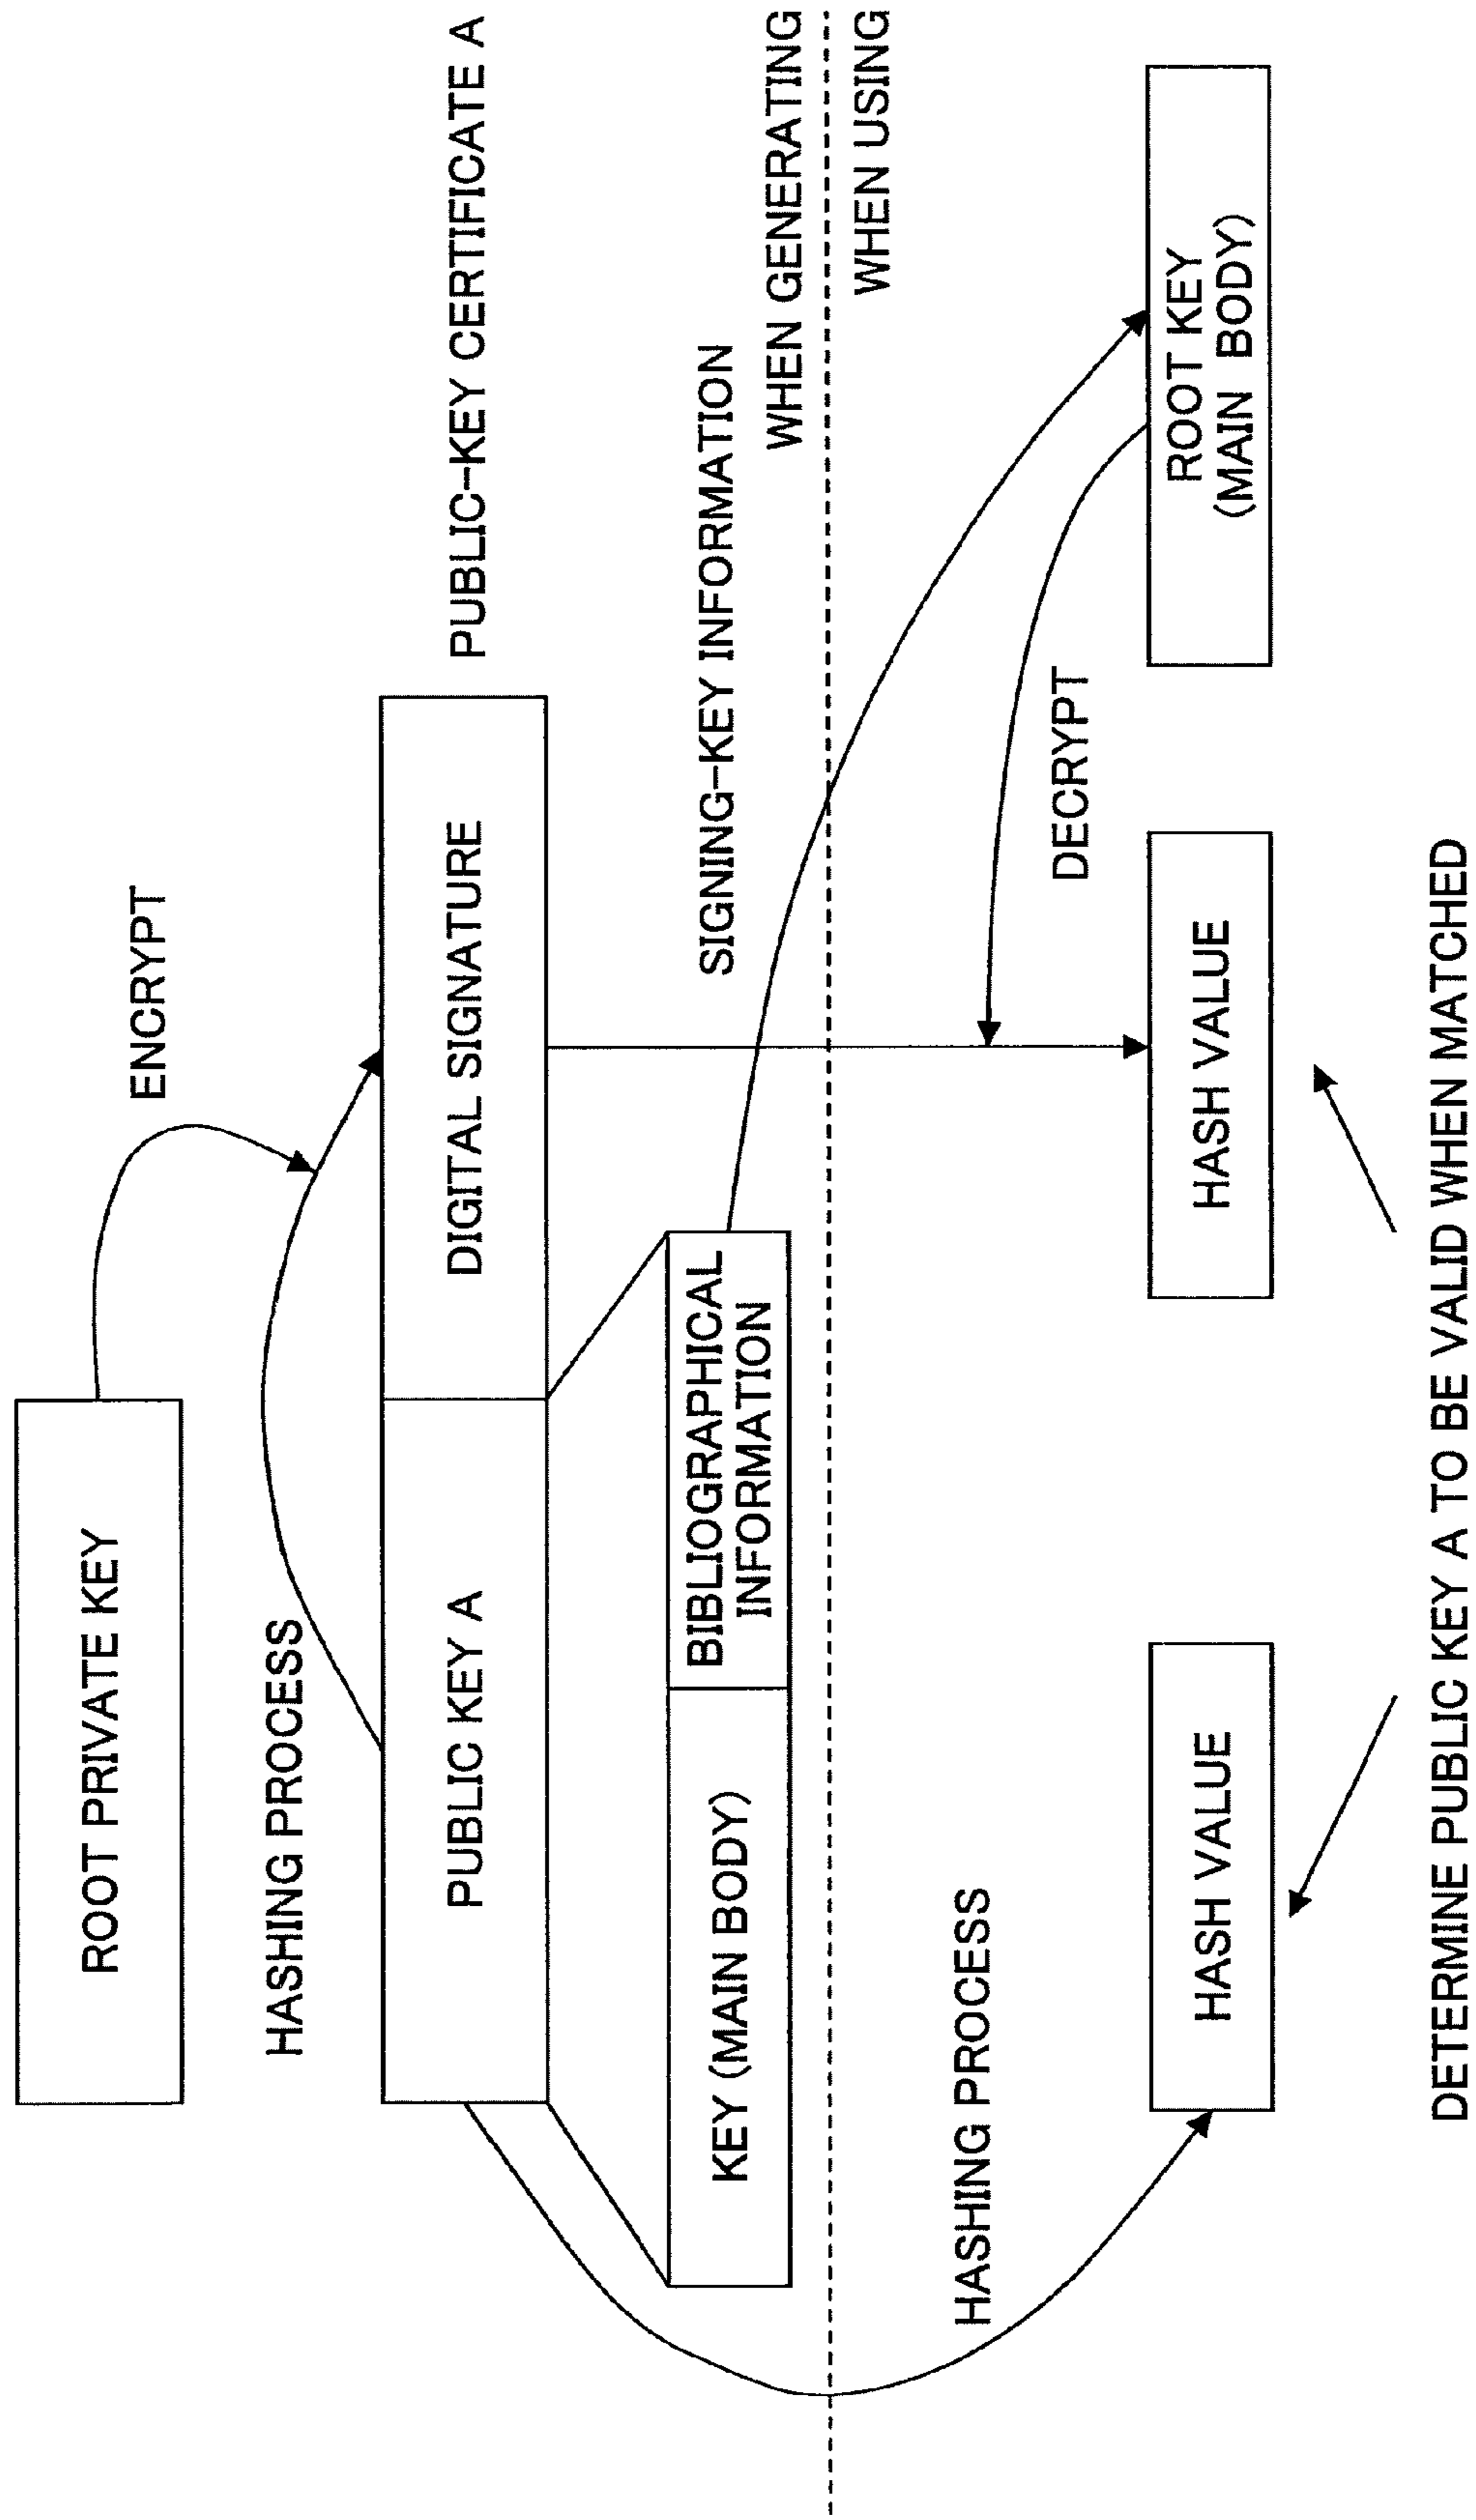 ROOT PRIVATE KEY
ENCRYPT
HASHING PROCESS
PUBLIC KEY A
DIGITAL SIGNATURE
PUBLIC-KEY CERTIFICATE A
KEY (MAIN BODY)
BIBLIOGRAPHICAL
INFORMATION
SIGNING-KEY INFORMATION
WHEN GENERATING
WHEN USING
HASHING PROCESS
DECRYPT
HASH VALUE
HASH VALUE
ROOT KEY
(MAIN BODY)
DETERMINE PUBLIC KEY A TO BE VALID WHEN MATCHED